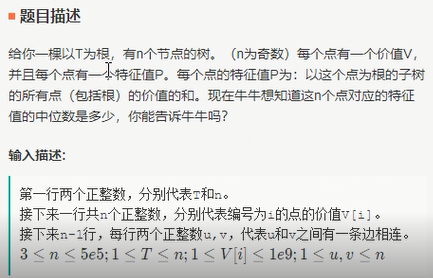 题目描述
给你一棵以T为根，有n个节点的树。（n为奇数）每个点有一个价值V，
并且每个点有一个特征值P。每个点的特征值P为：以这个点为根的子树
的所有点（包括根）的价值的和。现在牛牛想知道这n个点对应的特征
值的中位数是多少，你能告诉牛牛吗？
输入描述：
第一行两个正整数，分别代表T和n。
接下来一行共n个正整数，分别代表编号为i的点的价值V[i]。
接下来n-1行，每行两个正整数u,v，代表u和v之间有一条边相连。
3 ≤ n ≤ 5e5; 1 ≤ T ≤ n; 1 ≤ V[i] ≤ 1e9; 1 ≤ u, v ≤ n